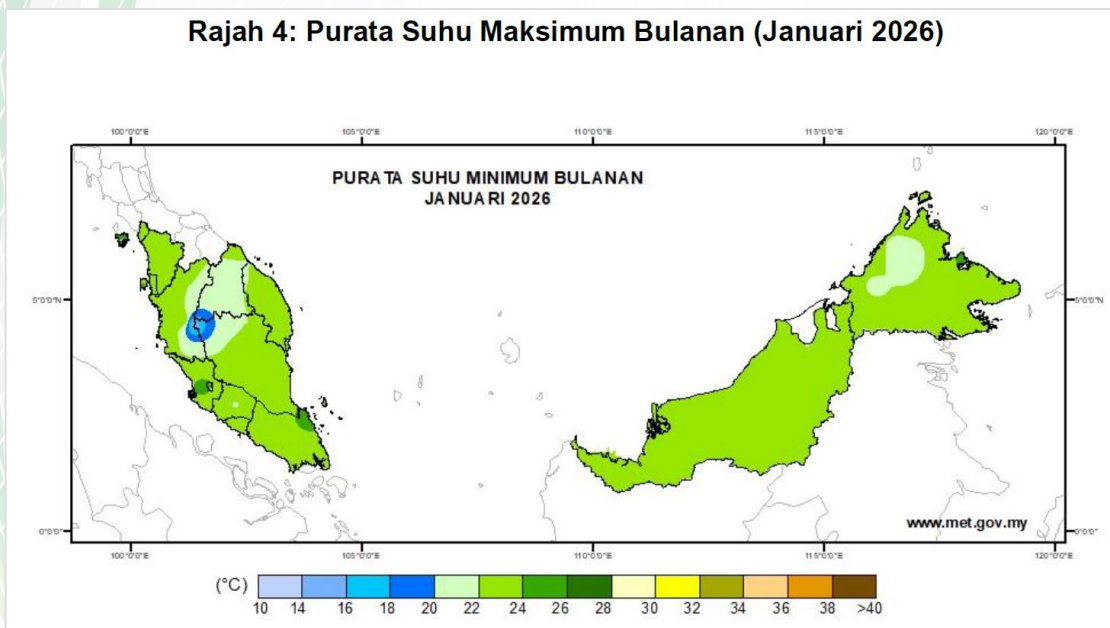 Rajah 4: Purata Suhu Maksimum Bulanan (Januari 2026)
100°0'0"E 105°0'0"E 110°0'0"E 115°0'0"E 120°0'0"E
PURATA SUHU MINIMUM BULANAN
JANUARI 2026
5°0'0"N 5°0'0"N
www.met.gov.my
0°0'0" 0°0'0"
100°0'0"E 105°0'0"E 110°0'0"E 115°0'0"E 120°0'0"E
(°C)
10 14 16 18 20 22 24 26 28 30 32 34 36 38 >40